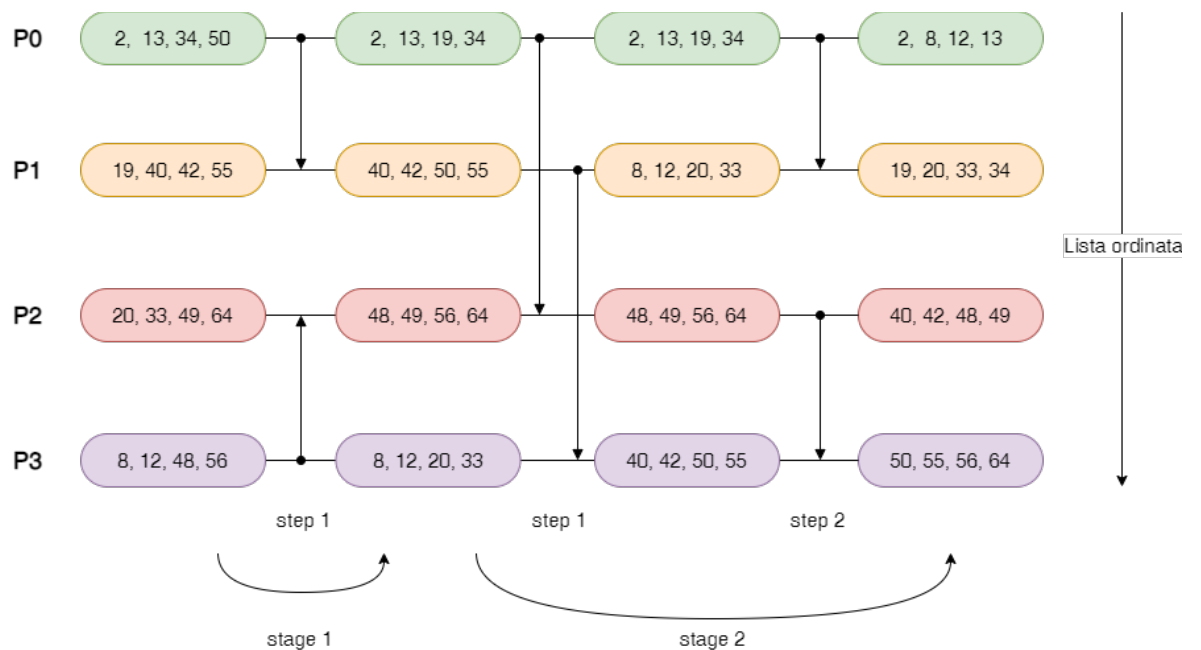 P0
2, 13, 34, 50
2, 13, 19, 34
2, 13, 19, 34
2, 8, 12, 13
P1
19, 40, 42, 55
40, 42, 50, 55
8, 12, 20, 33
19, 20, 33, 34
Lista ordinata
P2
20, 33, 49, 64
48, 49, 56, 64
48, 49, 56, 64
40, 42, 48, 49
P3
8, 12, 48, 56
8, 12, 20, 33
40, 42, 50, 55
50, 55, 56, 64
step 1
step 1
step 2
stage 1
stage 2